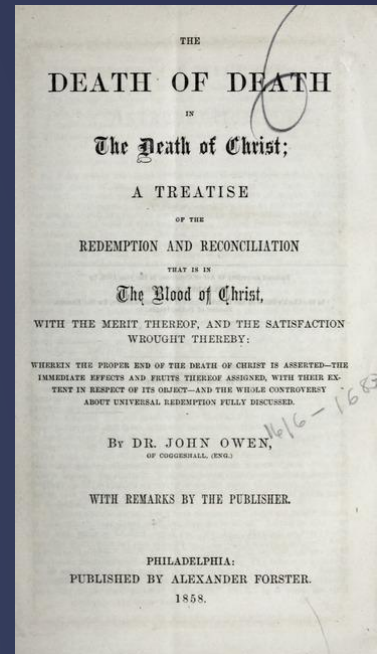 THE
DEATH OF DEATH
IN
The Death of Christ;
A TREATISE
OF THE
REDEMPTION AND RECONCILIATION
THAT IS IN
The Blood of Christ,
WITH THE MERIT THEREOF, AND THE SATISFACTION
WROUGHT THEREBY:
WHEREIN THE PROPER END OF THE DEATH OF CHRIST IS ASSERTED—THE
IMMEDIATE EFFECTS AND FRUITS THEREOF ASSIGNED, WITH THEIR EX-
TENT IN RESPECT OF ITS OBJECT—AND THE WHOLE CONTROVERSY
ABOUT UNIVERSAL REDEMPTION FULLY DISCUSSED.
1616-1683
BY DR. JOHN OWEN,
OF COGGESHALL, (ENG.)
WITH REMARKS BY THE PUBLISHER.
PHILADELPHIA:
PUBLISHED BY ALEXANDER FORSTER.
1858.